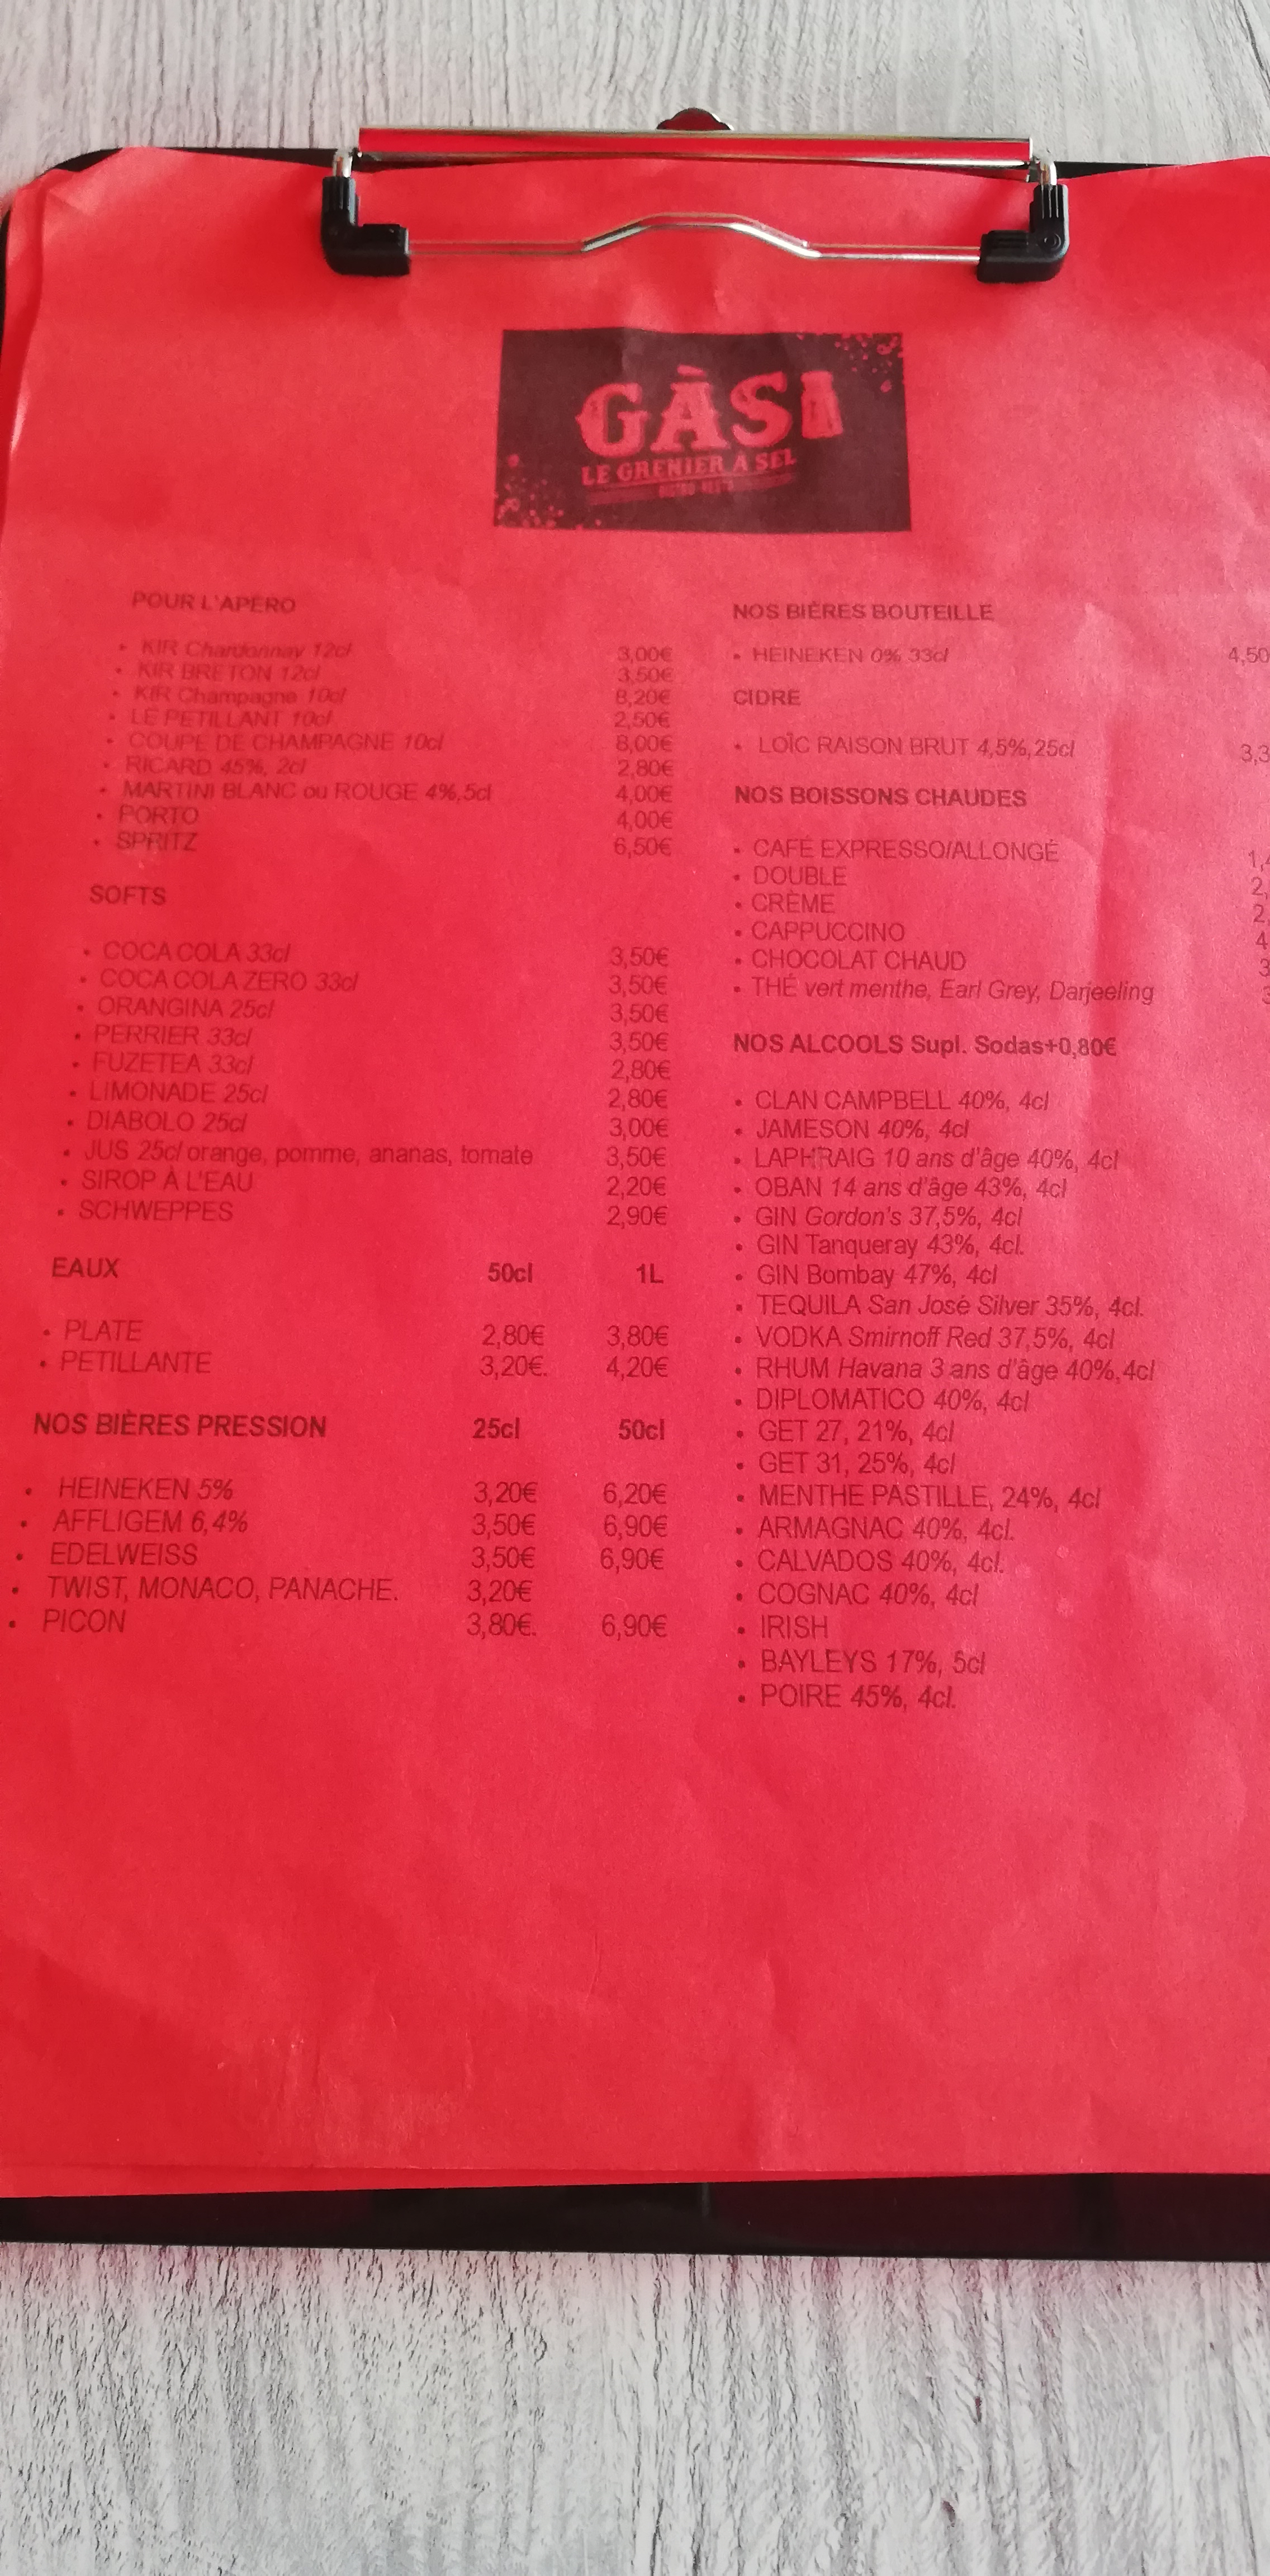 GÀSI
LE GRENIER À SEL
POUR L'APÉRO
• KIR Chardonnay 12cl 3,00€
• KIR BRETON 12cl 3,50€
• KIR Champagne 10cl 8,20€
• LE PETILLANT 10cl 2,50€
• COUPE DE CHAMPAGNE 10cl 8,00€
• RICARD 45%, 2cl 2,80€
• MARTINI BLANC ou ROUGE 4%,5cl 4,00€
• PORTO 4,00€
• SPRITZ 6,50€
SOFTS
• COCA COLA 33cl 3,50€
• COCA COLA ZERO 33cl 3,50€
• ORANGINA 25cl 3,50€
• PERRIER 33cl 3,50€
• FUZETEA 33cl 2,80€
• LIMONADE 25cl 2,80€
• DIABOLO 25cl 3,00€
• JUS 25cl orange, pomme, ananas, tomate 3,50€
• SIROP À L'EAU 2,20€
• SCHWEPPES 2,90€
EAUX 50cl 1L
• PLATE 2,80€ 3,80€
• PETILLANTE 3,20€. 4,20€
NOS BIÈRES PRESSION 25cl 50cl
• HEINEKEN 5% 3,20€ 6,20€
• AFFLIGEM 6,4% 3,50€ 6,90€
• EDELWEISS 3,50€ 6,90€
• TWIST, MONACO, PANACHE. 3,20€
• PICON 3,80€. 6,90€
NOS BIÈRES BOUTEILLE
• HEINEKEN 0% 33cl 4,50
CIDRE
• LOÏC RAISON BRUT 4,5%,25cl 3,3
NOS BOISSONS CHAUDES
• CAFÉ EXPRESSO/ALLONGÉ 1,4
• DOUBLE 2,
• CRÈME 2,
• CAPPUCCINO 4
• CHOCOLAT CHAUD 3
• THÉ vert menthe, Earl Grey, Darjeeling 3
NOS ALCOOLS Supl. Sodas+0,80€
• CLAN CAMPBELL 40%, 4cl
• JAMESON 40%, 4cl
• LAPHRAIG 10 ans d'âge 40%, 4cl
• OBAN 14 ans d'âge 43%, 4cl
• GIN Gordon's 37,5%, 4cl
• GIN Tanqueray 43%, 4cl.
• GIN Bombay 47%, 4cl
• TEQUILA San José Silver 35%, 4cl.
• VODKA Smirnoff Red 37,5%, 4cl
• RHUM Havana 3 ans d'âge 40%,4cl
• DIPLOMATICO 40%, 4cl
• GET 27, 21%, 4cl
• GET 31, 25%, 4cl
• MENTHE PASTILLE, 24%, 4cl
• ARMAGNAC 40%, 4cl.
• CALVADOS 40%, 4cl.
• COGNAC 40%, 4cl
• IRISH
• BAYLEYS 17%, 5cl
• POIRE 45%, 4cl.